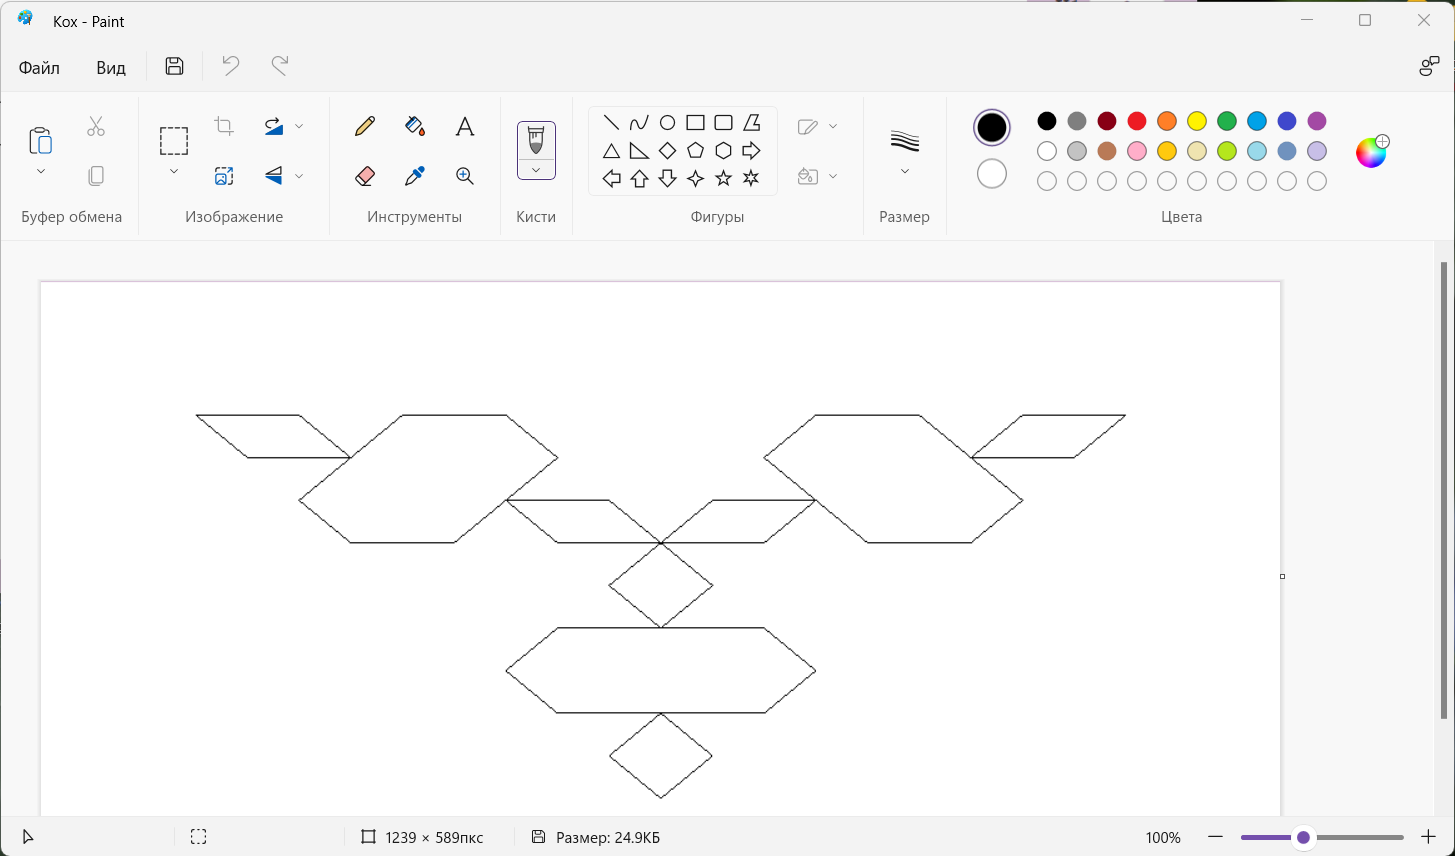 Kox - Paint
Файл Вид
Буфер обмена Изображение Инструменты Кисти Фигуры Размер Цвета
1239 × 589пкс Размер: 24.9КБ 100%